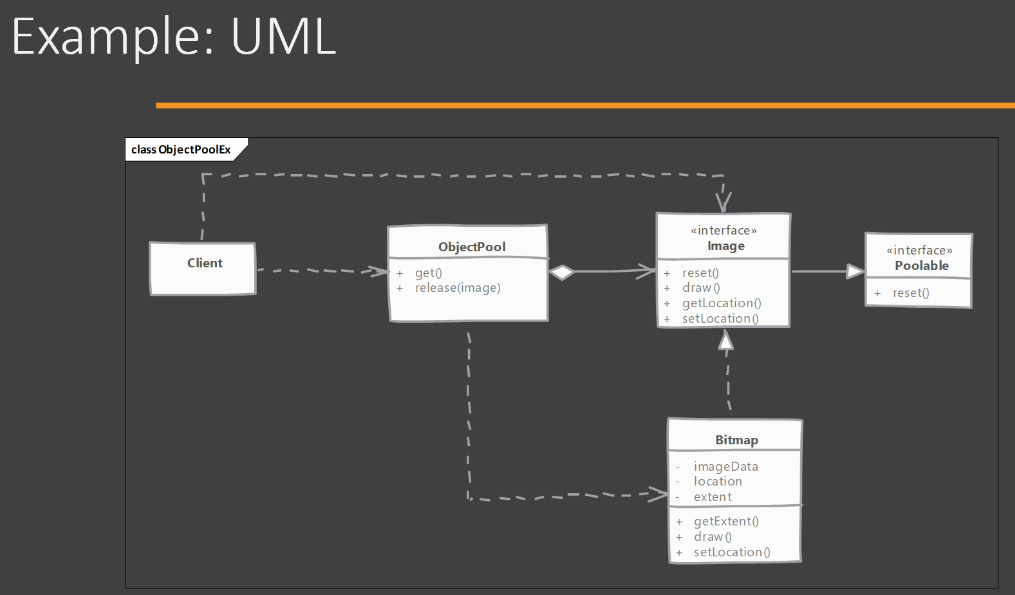 Example: UML
class ObjectPoolEx
Client
ObjectPool
+ get()
+ release(image)
«interface»
Image
+ reset()
+ draw()
+ getLocation()
+ setLocation()
«interface»
Poolable
+ reset()
Bitmap
- imageData
- location
- extent
+ getExtent()
+ draw()
+ setLocation()